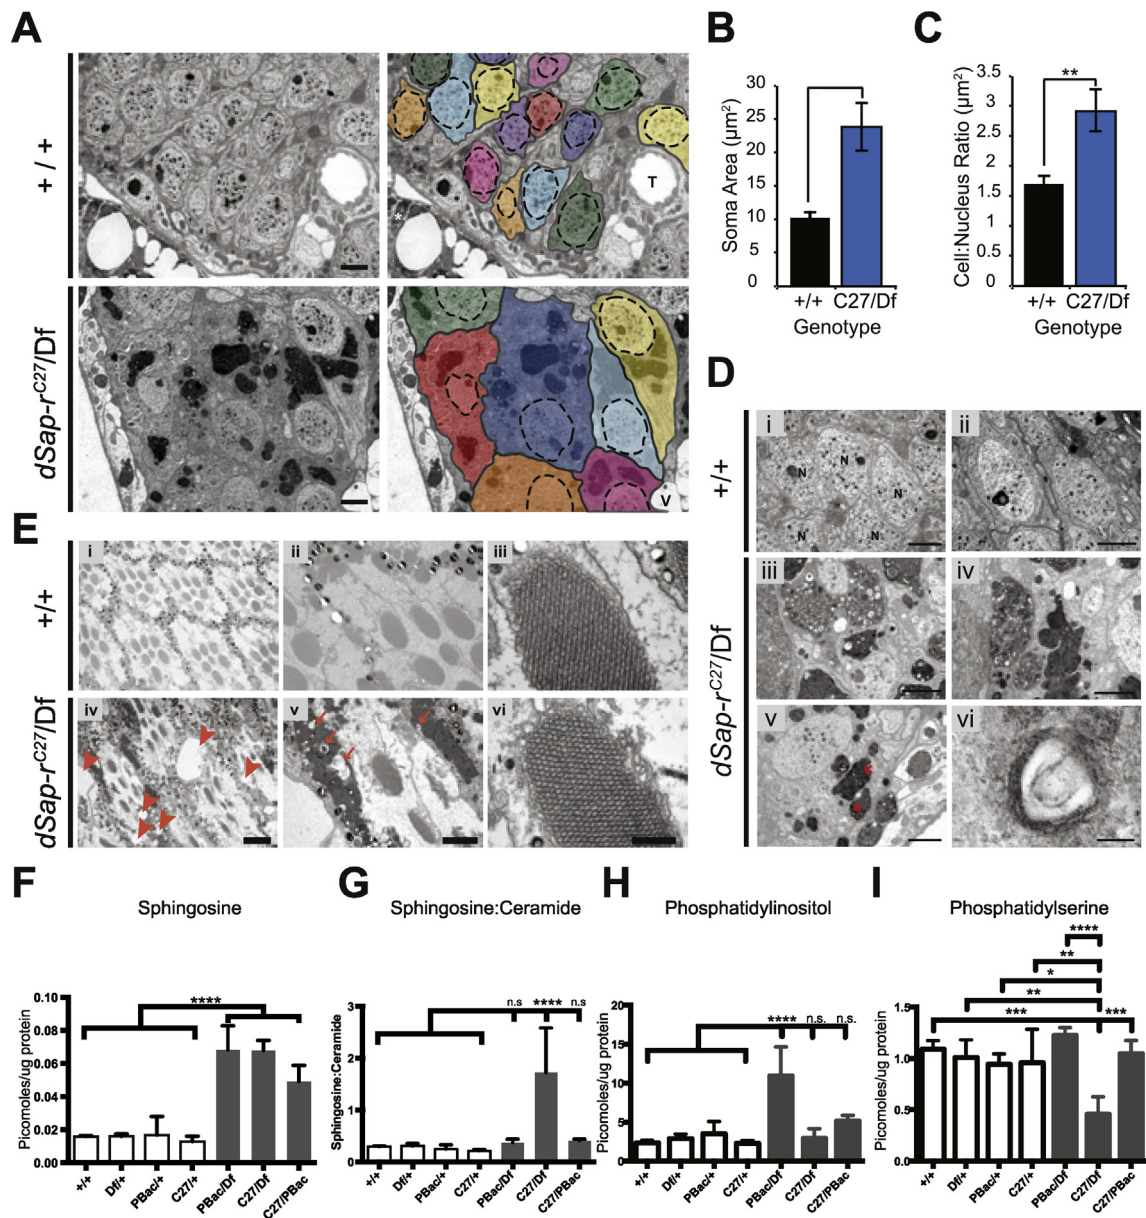 A
+/+
T
*
dSap-r^C27/Df
V
B
Soma Area (µm²)
30
25
20
15
10
5
0
+/+ C27/Df
Genotype
C
**
Cell:Nucleus Ratio (µm²)
3.5
3
2.5
2
1.5
1
0.5
0
+/+ C27/Df
Genotype
D
+/+
i
N
N
N
N
N
ii
dSap-r^C27/Df
iii
iv
v
vi
E
+/+
i
ii
iii
dSap-r^C27/Df
iv
v
vi
F
Sphingosine
****
Picomoles/ug protein
0.10
0.08
0.06
0.04
0.02
0.00
+/+
Df/+
PBac/+
C27/+
PBac/Df
C27/Df
C27/PBac
G
Sphingosine:Ceramide
n.s
****
n.s
Sphingosine:Ceramide
3
2
1
0
+/+
Df/+
PBac/+
C27/+
PBac/Df
C27/Df
C27/PBac
H
Phosphatidylinositol
****
n.s.
n.s.
Picomoles/ug protein
20
15
10
5
0
+/+
Df/+
PBac/+
C27/+
PBac/Df
C27/Df
C27/PBac
I
Phosphatidylserine
****
**
*
**
***
***
Picomoles/ug protein
1.5
1.0
0.5
0.0
+/+
Df/+
PBac/+
C27/+
PBac/Df
C27/Df
C27/PBac